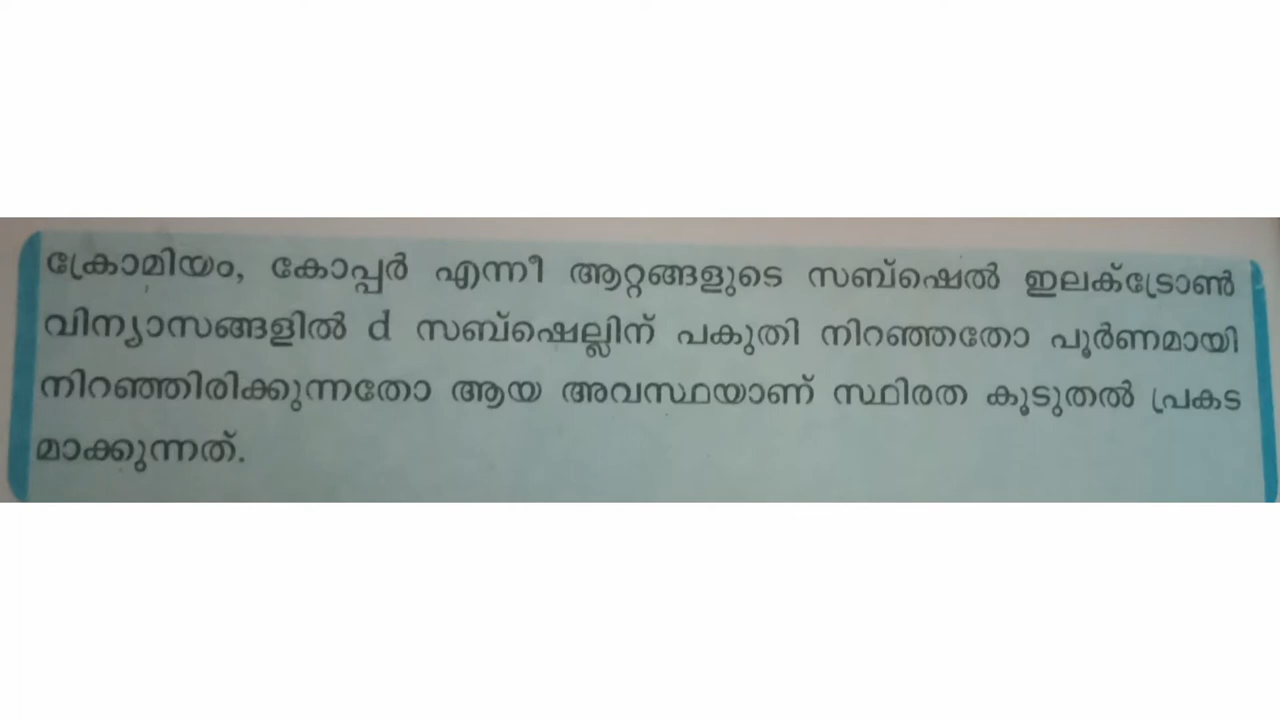 ക്രോമിയം, കോപ്പർ എന്നീ ആറ്റങ്ങളുടെ സബ്ഷെൽ ഇലക്ട്രോൺ
വിന്യാസങ്ങളിൽ d സബ്ഷെല്ലിന് പകുതി നിറഞ്ഞതോ പൂർണമായി
നിറഞ്ഞിരിക്കുന്നതോ ആയ അവസ്ഥയാണ് സ്ഥിരത കൂടുതൽ പ്രകട
മാക്കുന്നത്.